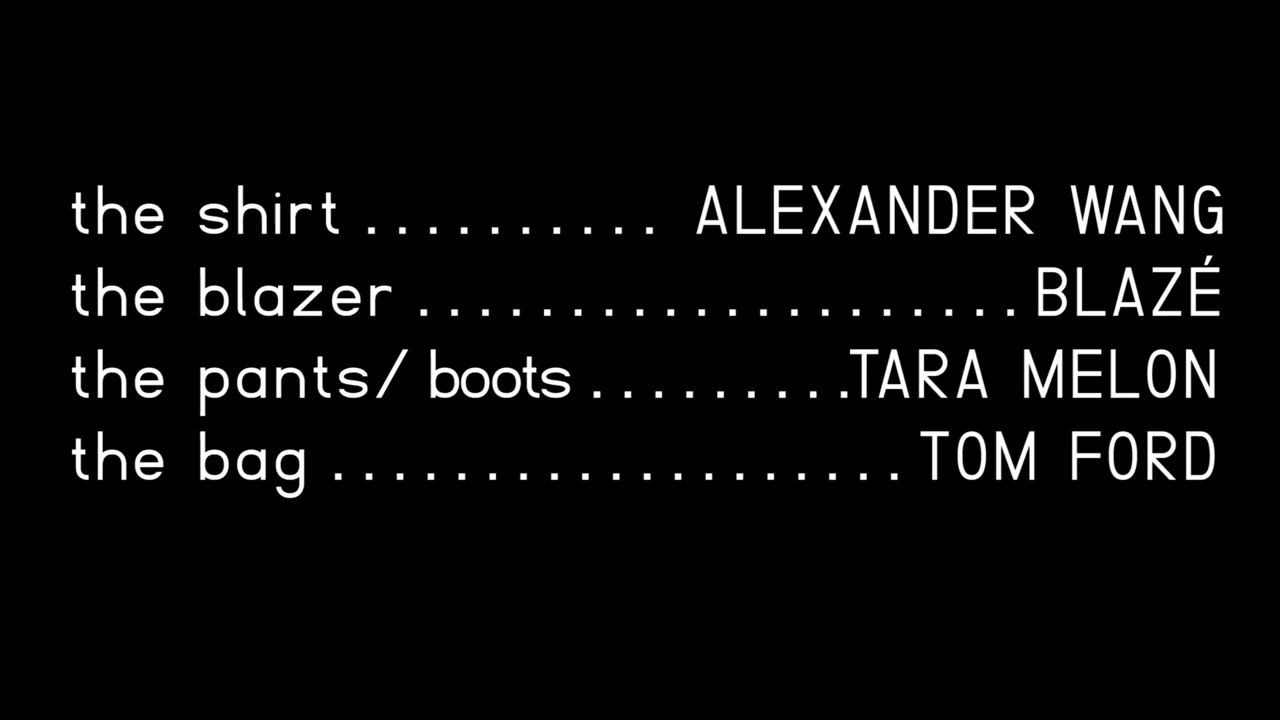 the shirt .......... ALEXANDER WANG
the blazer .................... BLAZÉ
the pants/ boots .........TARA MELON
the bag ................... TOM FORD